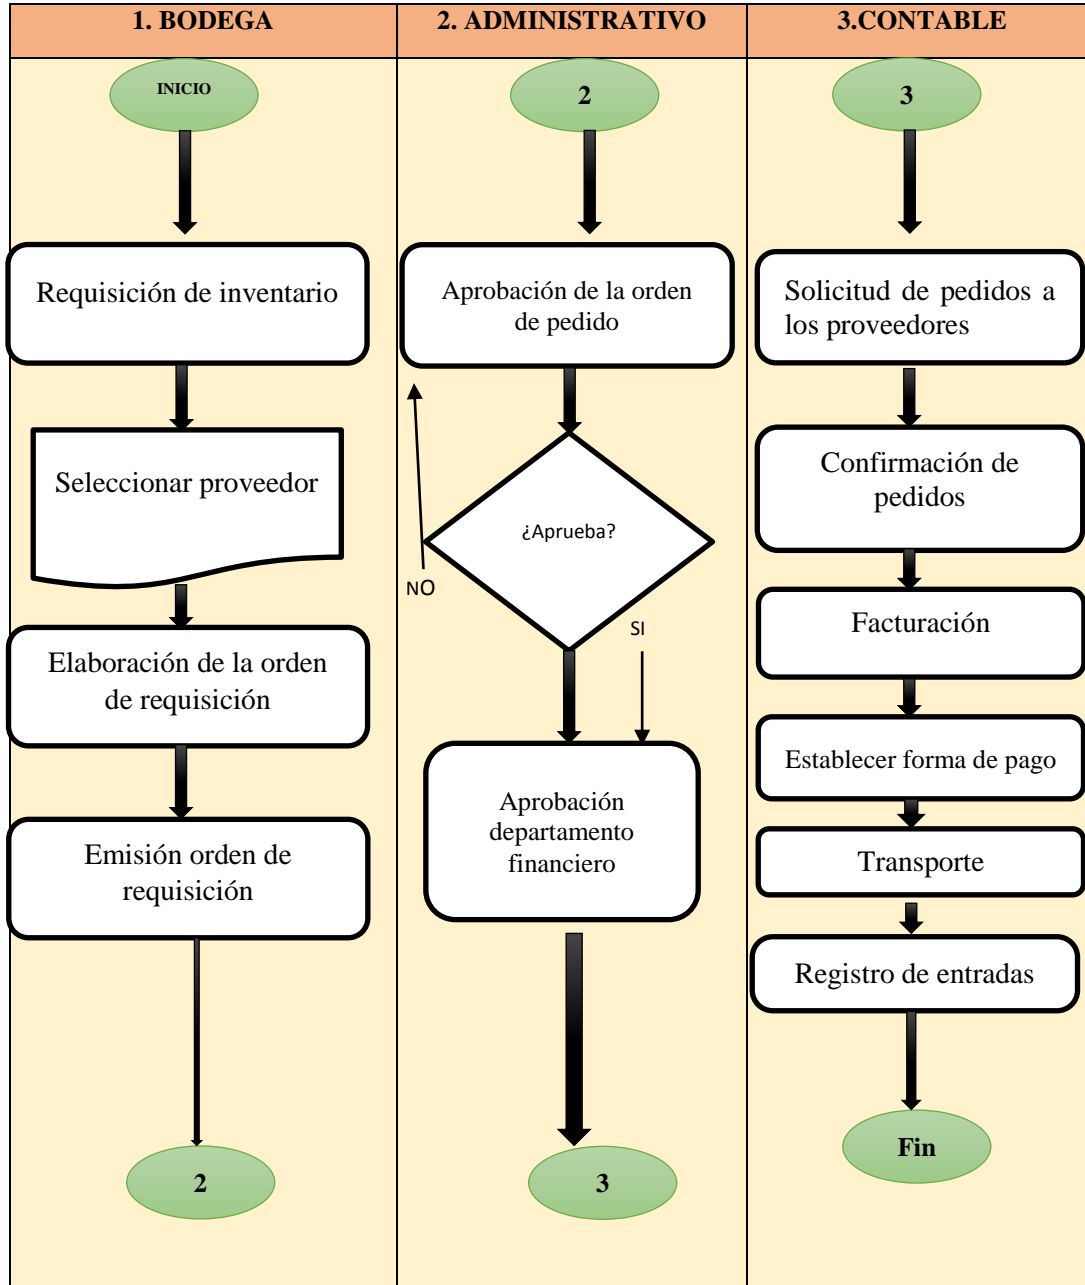 1. BODEGA
2. ADMINISTRATIVO
3.CONTABLE
INICIO
Requisición de inventario
Seleccionar proveedor
Elaboración de la orden
de requisición
Emisión orden de
requisición
2
2
Aprobación de la orden
de pedido
¿Aprueba?
NO
SI
Aprobación
departamento
financiero
3
3
Solicitud de pedidos a
los proveedores
Confirmación de
pedidos
Facturación
Establecer forma de pago
Transporte
Registro de entradas
Fin